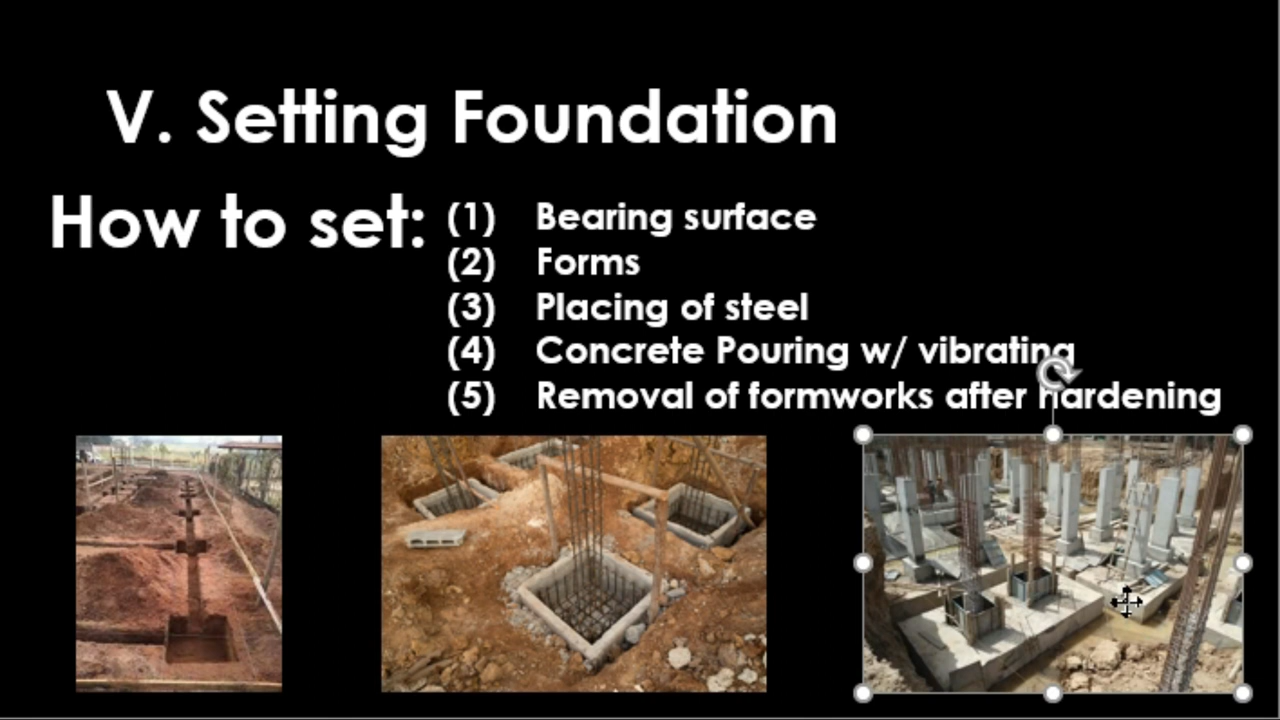 V. Setting Foundation
How to set:
(1) Bearing surface
(2) Forms
(3) Placing of steel
(4) Concrete Pouring w/ vibrating
(5) Removal of formworks after hardening